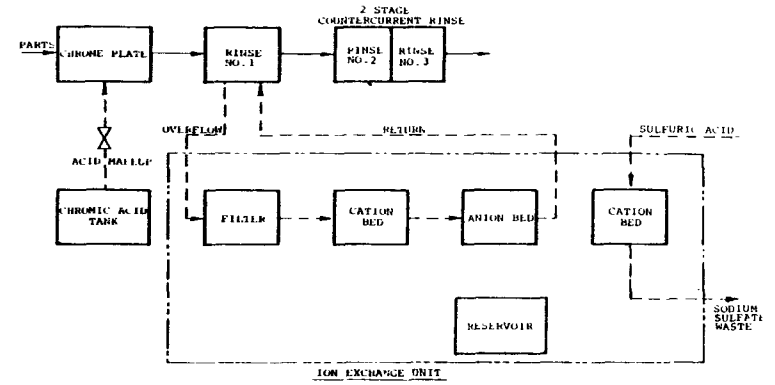 2 STAGE
COUNTERCURRENT RINSE
PARTS
CHROME PLATE
RINSE
NO.1
RINSE
NO.2
RINSE
NO.3
OVERFLOW
RETURN
SULFURIC ACID
ACID MAKEUP
CHROMIC ACID
TANK
FILTER
CATION
BED
ANION BED
CATION
BED
RESERVOIR
SODIUM
SULFATE
WASTE
ION EXCHANGE UNIT